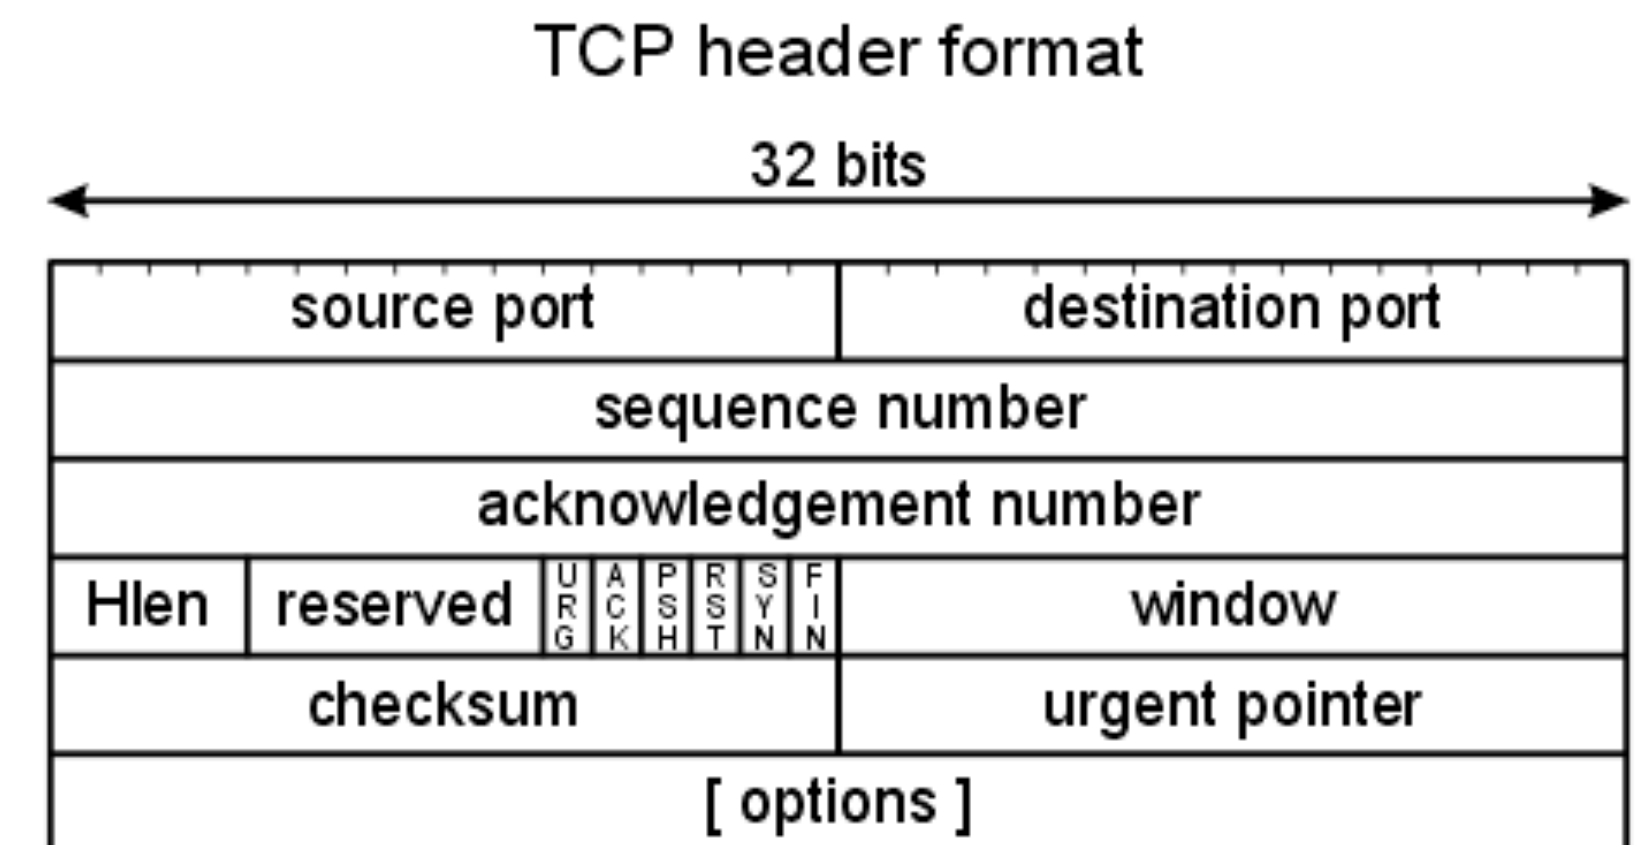 TCP header format
32 bits
source port destination port
sequence number
acknowledgement number
Hlen reserved URG ACK PSH RST SYN FIN window
checksum urgent pointer
[ options ]